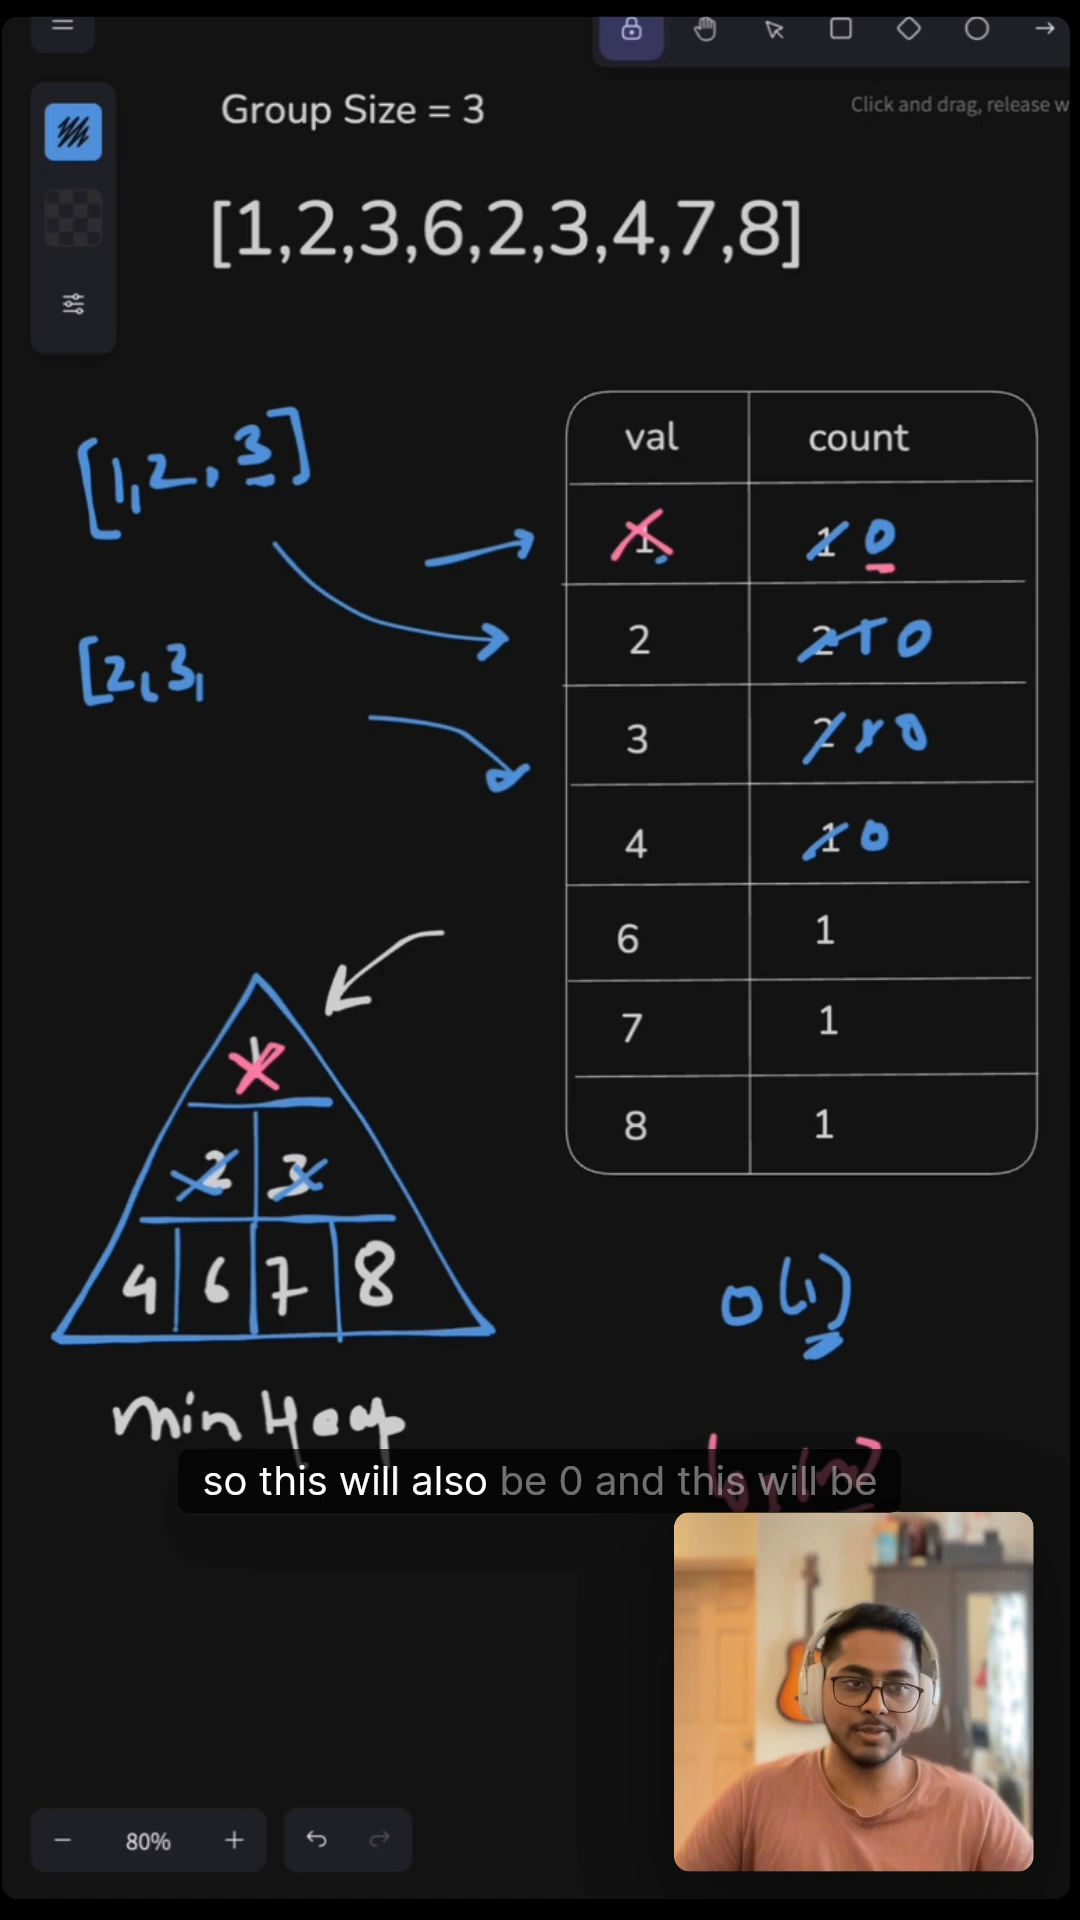 Group Size = 3
Click and drag, release w
[1,2,3,6,2,3,4,7,8]
[1,2,3]
[2,3,
val count
1 1 0
2 2 1 0
3 2 1 0
4 1 0
6 1
7 1
8 1
1
2 3
4 6 7 8
min Heap
O(1)
so this will also be 0 and this will be
80%